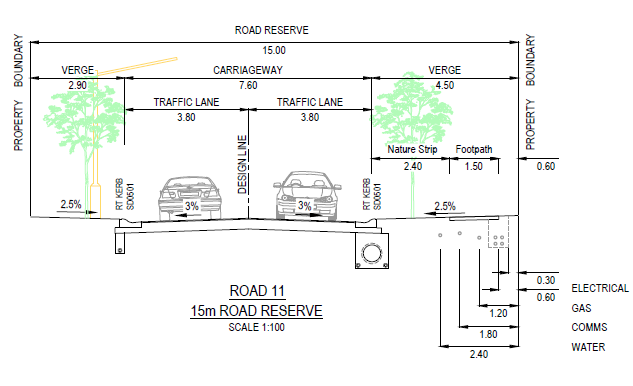 ROAD RESERVE
15.00
PROPERTY BOUNDARY
VERGE
2.90
CARRIAGEWAY
7.60
VERGE
4.50
PROPERTY BOUNDARY
TRAFFIC LANE
3.80
TRAFFIC LANE
3.80
DESIGN LINE
Nature Strip
2.40
Footpath
1.50
0.60
RT KERB
SD0501
RT KERB
SD0501
2.5%
3%
3%
2.5%
0.30
ELECTRICAL
0.60
GAS
1.20
COMMS
1.80
WATER
2.40
ROAD 11
15m ROAD RESERVE
SCALE 1:100